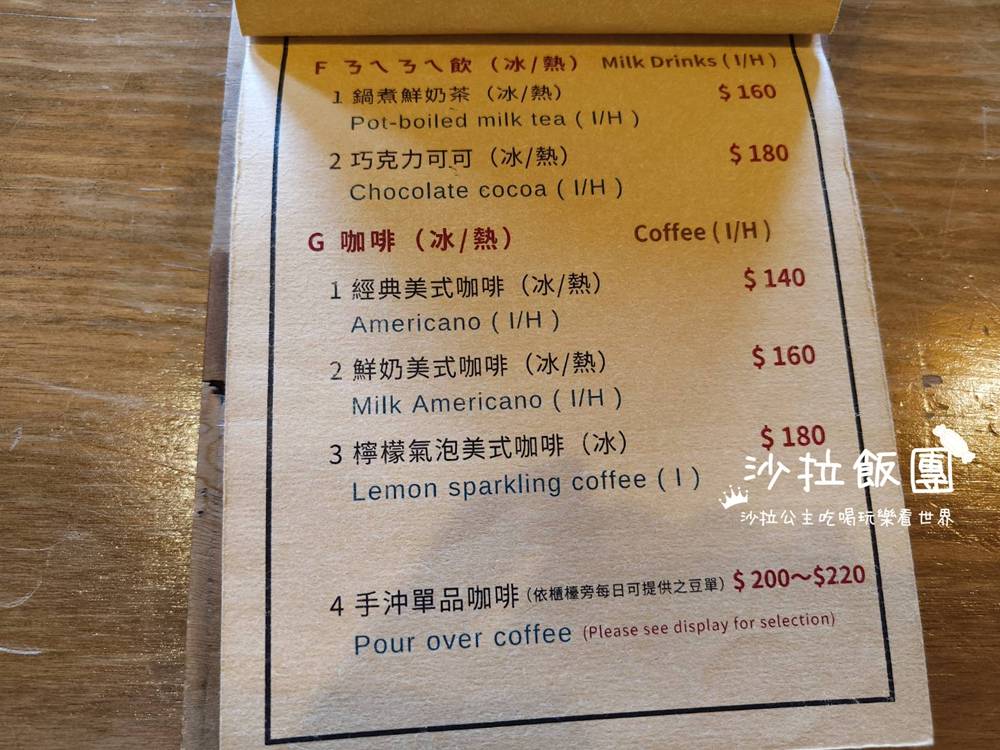 F ㄋㄟㄋㄟ飲（冰/熱） Milk Drinks ( I/H )
1 鍋煮鮮奶茶（冰/熱） $ 160
Pot-boiled milk tea ( I/H )
2 巧克力可可（冰/熱） $ 180
Chocolate cocoa ( I/H )
G 咖啡（冰/熱） Coffee ( I/H )
1 經典美式咖啡（冰/熱） $ 140
Americano ( I/H )
2 鮮奶美式咖啡（冰/熱） $ 160
Milk Americano ( I/H )
3 檸檬氣泡美式咖啡（冰） $ 180
Lemon sparkling coffee ( I )
沙拉飯團
沙拉公主吃喝玩樂看世界
4 手沖單品咖啡（依櫃檯旁每日可提供之豆單） $ 200～$220
Pour over coffee (Please see display for selection)